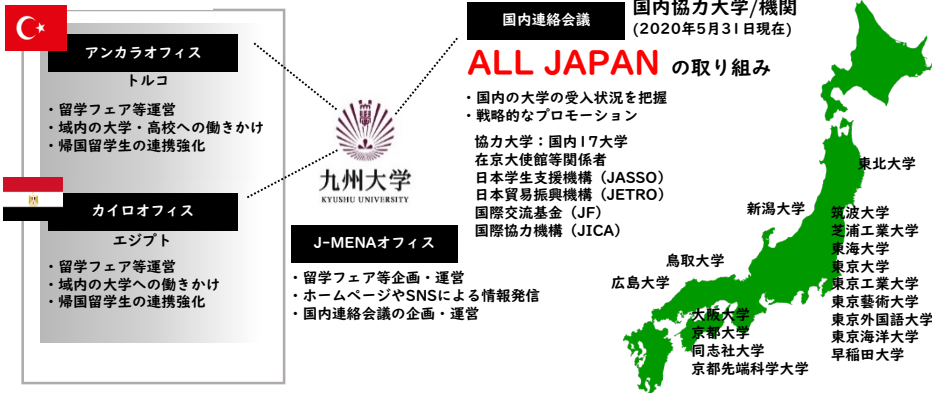 アンカラオフィス
トルコ
・留学フェア等運営
・域内の大学・高校への働きかけ
・帰国留学生の連携強化
カイロオフィス
エジプト
・留学フェア等運営
・域内の大学への働きかけ
・帰国留学生の連携強化
九州大学
KYUSHU UNIVERSITY
J-MENAオフィス
・留学フェア等企画・運営
・ホームページやSNSによる情報発信
・国内連絡会議の企画・運営
国内連絡会議
国内協力大学/機関
(2020年5月31日現在)
ALL JAPAN の取り組み
・国内の大学の受入状況を把握
・戦略的なプロモーション
協力大学：国内17大学
在京大使館等関係者
日本学生支援機構（JASSO）
日本貿易振興機構（JETRO）
国際交流基金（JF）
国際協力機構（JICA）
東北大学
新潟大学
筑波大学
芝浦工業大学
東海大学
東京大学
東京工業大学
東京藝術大学
東京外国語大学
東京海洋大学
早稲田大学
鳥取大学
広島大学
大阪大学
京都大学
同志社大学
京都先端科学大学